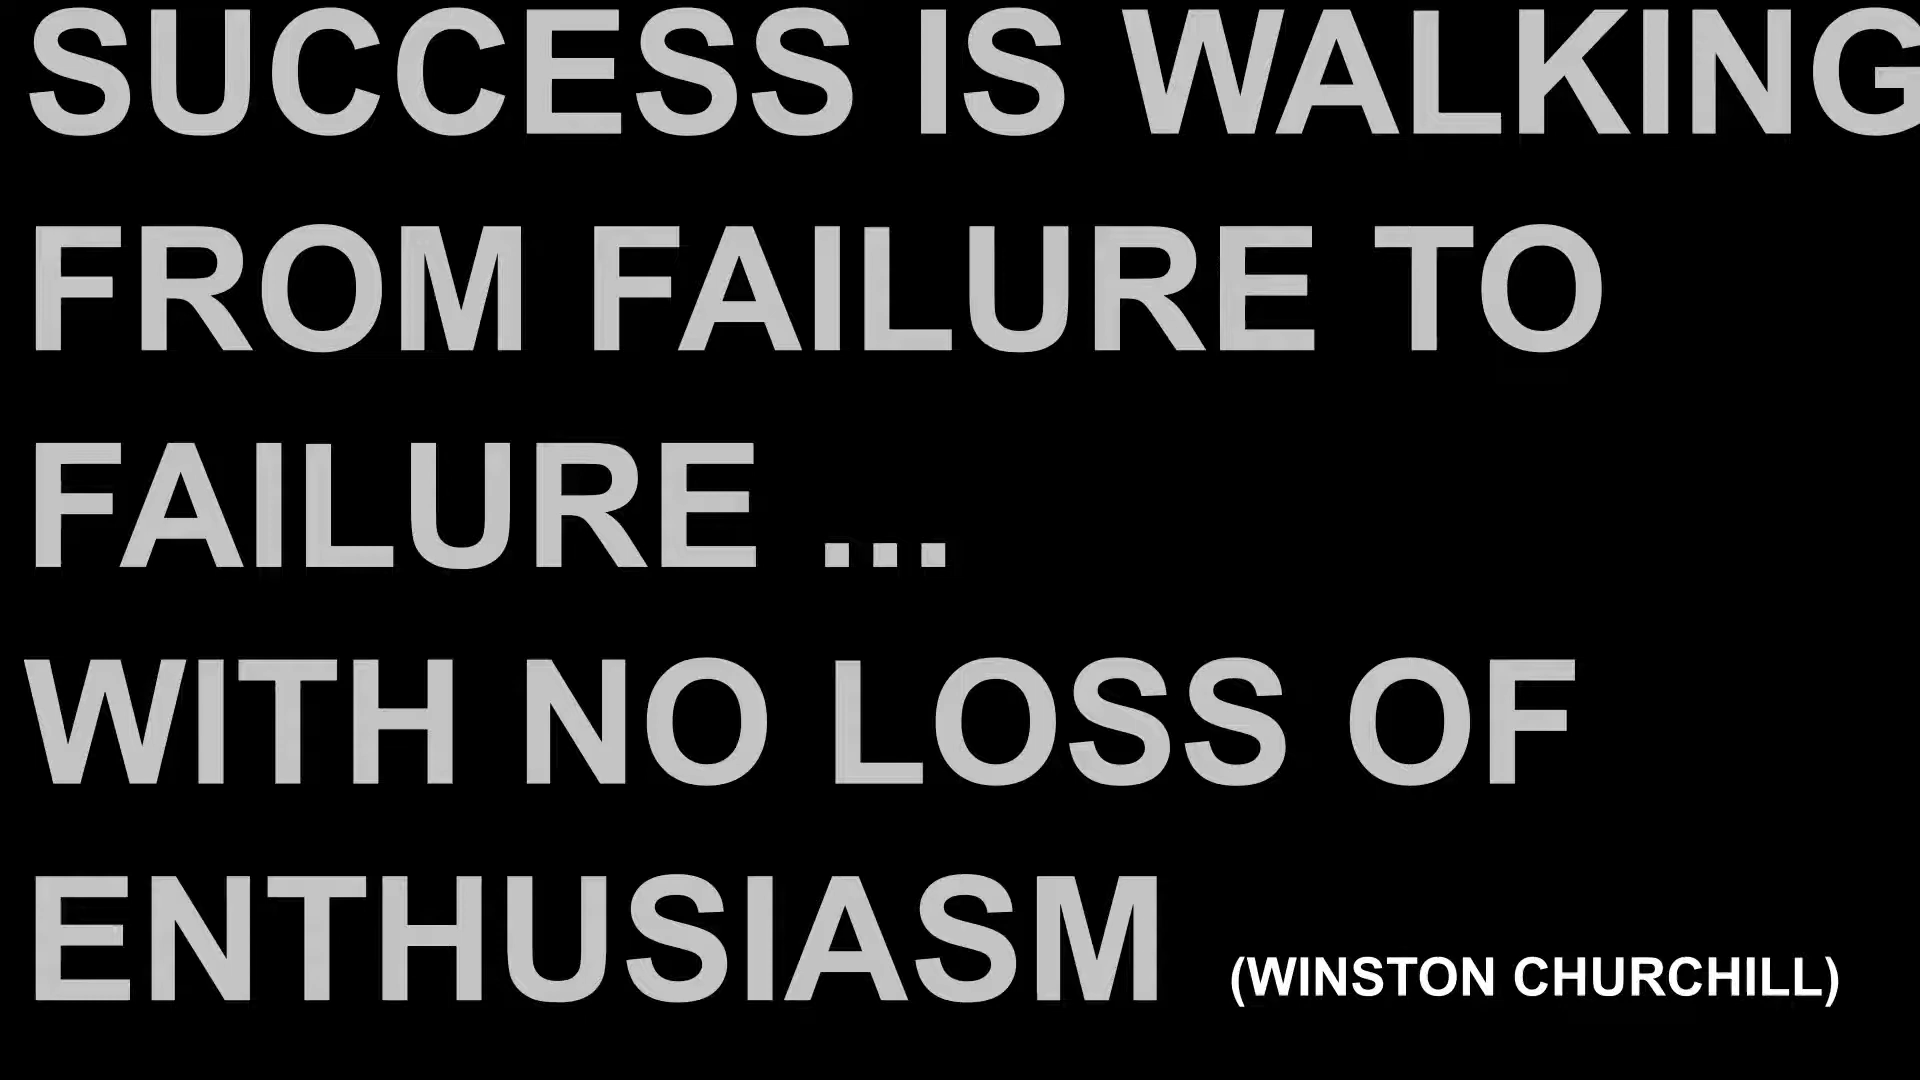 SUCCESS IS WALKING
FROM FAILURE TO
FAILURE ...
WITH NO LOSS OF
ENTHUSIASM (WINSTON CHURCHILL)